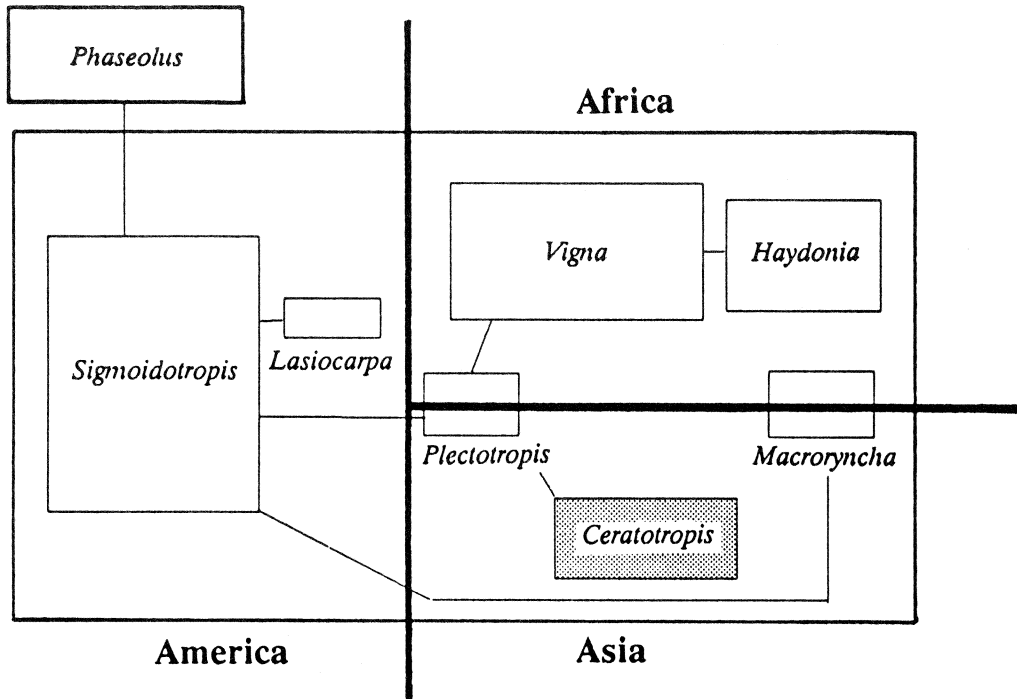 Phaseolus
Africa
Vigna
Haydonia
Lasiocarpa
Sigmoidotropis
Plectotropis
Macroryncha
Ceratotropis
America
Asia